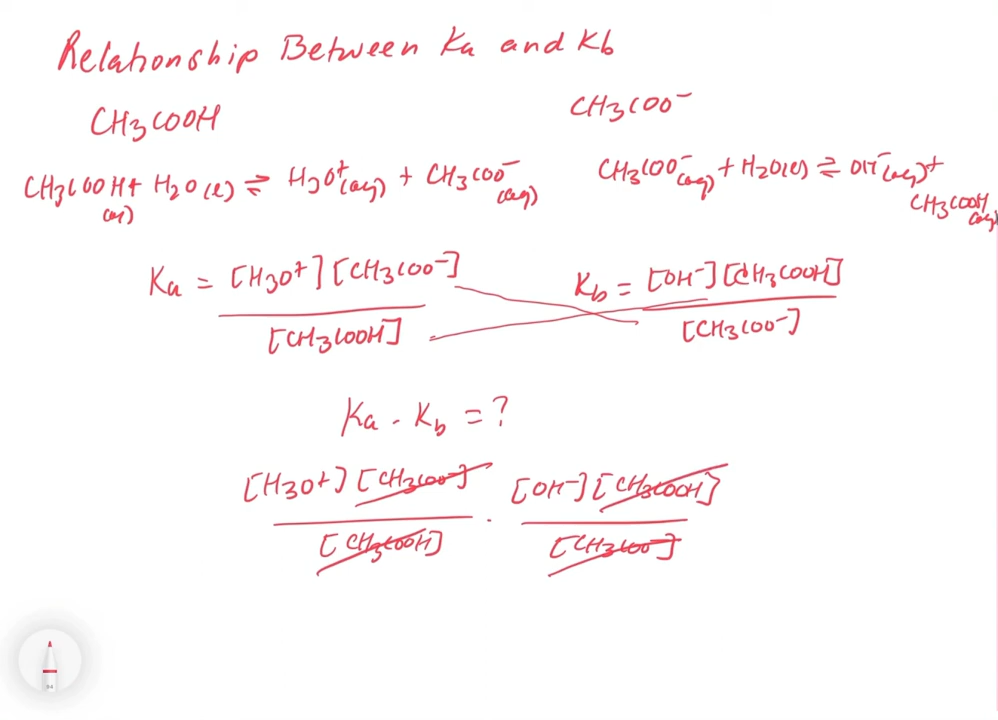 Relationship Between Ka and Kb
CH3COOH CH3COO⁻
CH3COOH + H2O(l) ⇌ H3O⁺(aq) + CH3COO⁻ CH3COO⁻(aq) + H2O(l) ⇌ OH⁻(aq) +
(aq) (aq) CH3COOH
(aq)
Ka = [H3O⁺][CH3COO⁻] Kb = [OH⁻][CH3COOH]
[CH3COOH] [CH3COO⁻]
Ka . Kb = ?
[H3O⁺][CH3COO⁻] . [OH⁻][CH3COOH]
[CH3COOH] [CH3COO⁻]
94